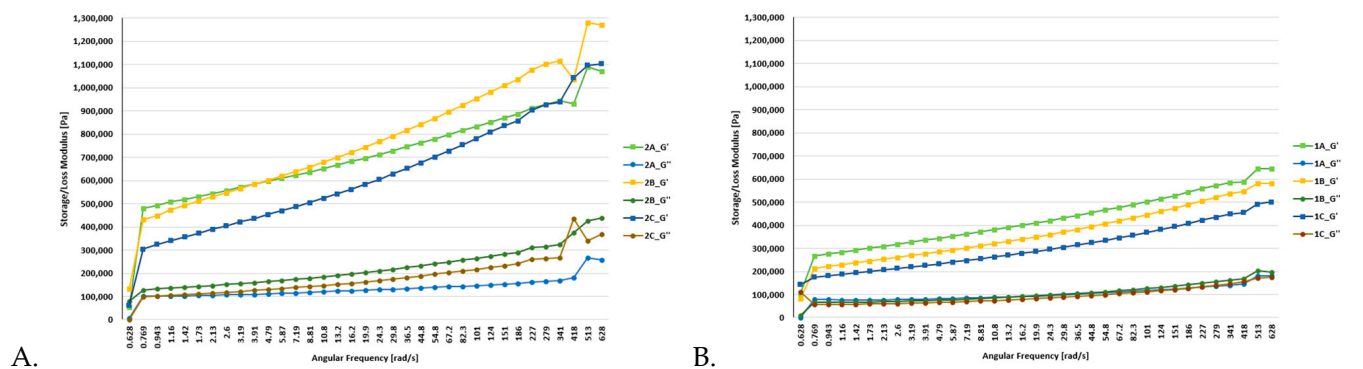 1,300,000
1,200,000
1,100,000
1,000,000
900,000
800,000
700,000
600,000
500,000
400,000
300,000
200,000
100,000
0
Storage/Loss Modulus [Pa]
0.628 0.769 0.943 1.16 1.42 1.73 2.13 2.6 3.19 3.91 4.79 5.87 7.19 8.81 10.8 13.2 16.2 19.9 24.3 29.8 36.5 44.8 54.8 67.2 82.3 101 124 151 186 227 279 341 418 513 628
Angular Frequency [rad/s]
2A_G'
2A_G''
2B_G'
2B_G''
2C_G'
2C_G''
A.
1,300,000
1,200,000
1,100,000
1,000,000
900,000
800,000
700,000
600,000
500,000
400,000
300,000
200,000
100,000
0
Storage/Loss Modulus [Pa]
0.628 0.769 0.943 1.16 1.42 1.73 2.13 2.6 3.19 3.91 4.79 5.87 7.19 8.81 10.8 13.2 16.2 19.9 24.3 29.8 36.5 44.8 54.8 67.2 82.3 101 124 151 186 227 279 341 418 513 628
Angular Frequency [rad/s]
1A_G'
1A_G''
1B_G'
1B_G''
1C_G'
1C_G''
B.